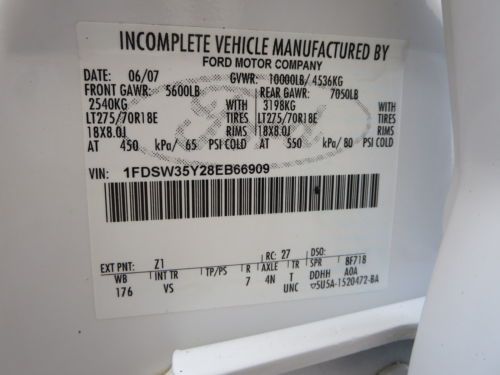 INCOMPLETE VEHICLE MANUFACTURED BY
FORD MOTOR COMPANY
DATE: 06/07 GVWR: 10000LB/ 4536KG
FRONT GAWR: 5600LB REAR GAWR: 7050LB
2540KG WITH 3198KG WITH
LT275/70R18E TIRES LT275/70R18E TIRES
18X8.0J RIMS 18X8.0J RIMS
AT 450 kPa/ 65 PSI COLD AT 550 kPa/ 80 PSI COLD
VIN: 1FDSW35Y28EB66909
EXT PNT: Z1 RC: 27 DSO:
WB INT TR TP/PS R AXLE TR SPR 8F718
176 VS 7 4N T DDHH A0A
UNC 5U5A-1520472-BA